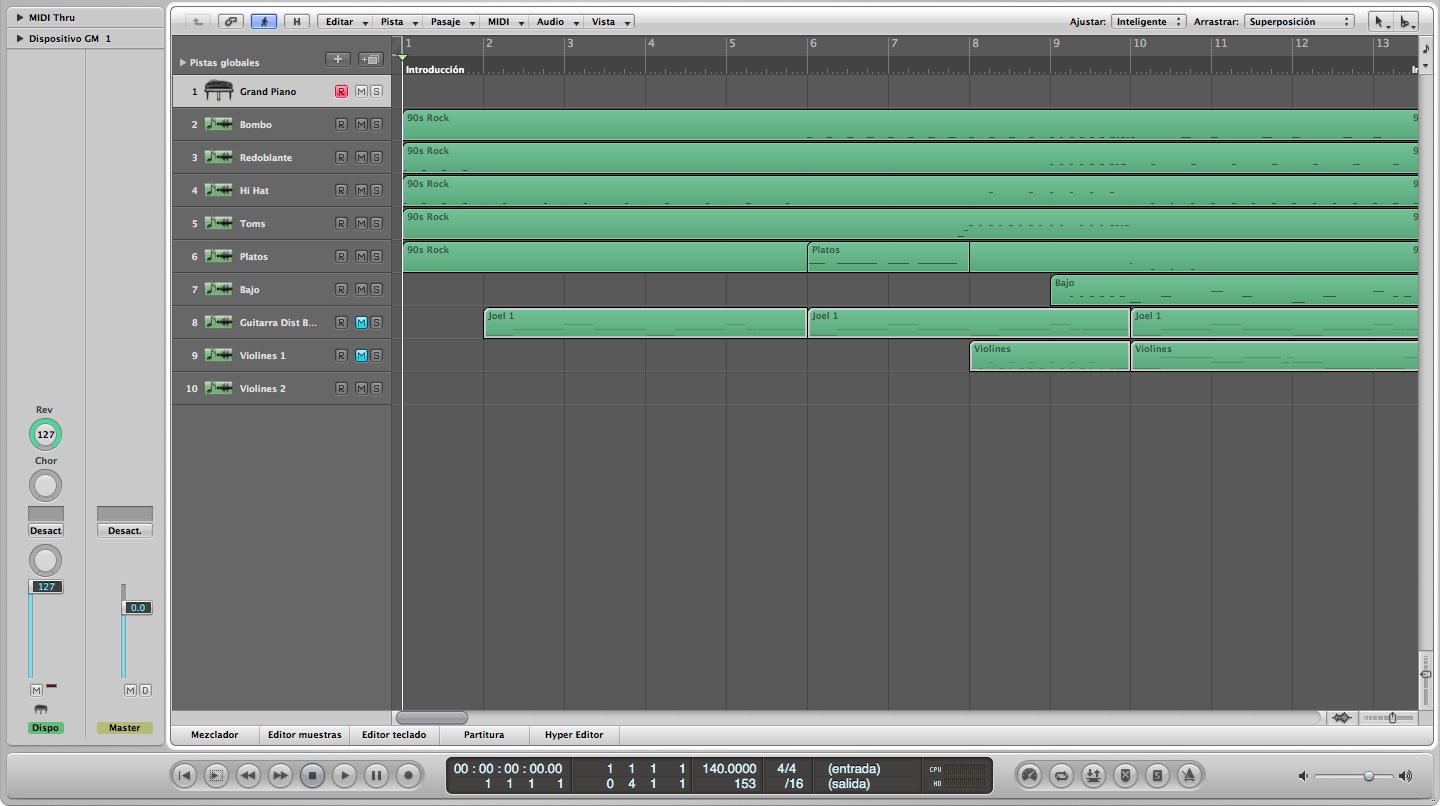 MIDI Thru
Dispositivo GM 1
H
Editar Pista Pasaje MIDI Audio Vista
Ajustar: Inteligente Arrastrar: Superposición
1 2 3 4 5 6 7 8 9 10 11 12 13
Pistas globales
Introducción
1 Grand Piano R M S
2 Bombo R M S 90s Rock 9
3 Redoblante R M S 90s Rock 9
4 Hi Hat R M S 90s Rock 9
5 Toms R M S 90s Rock 9
6 Platos R M S 90s Rock Platos 9
7 Bajo R M S Bajo
8 Guitarra Dist B... R M S Joel 1 Joel 1 Joel 1
9 Violines 1 R M S Violines Violines
10 Violines 2 R M S
Rev
127
Chor
Desact
Desact.
127
0.0
M
M D
Dispo
Master
Mezclador Editor muestras Editor teclado Partitura Hyper Editor
00 : 00 : 00 : 00.00 1 1 1 1 140.0000 4/4 (entrada) CPU
1 1 1 1 0 4 1 1 153 /16 (salida) HD
S